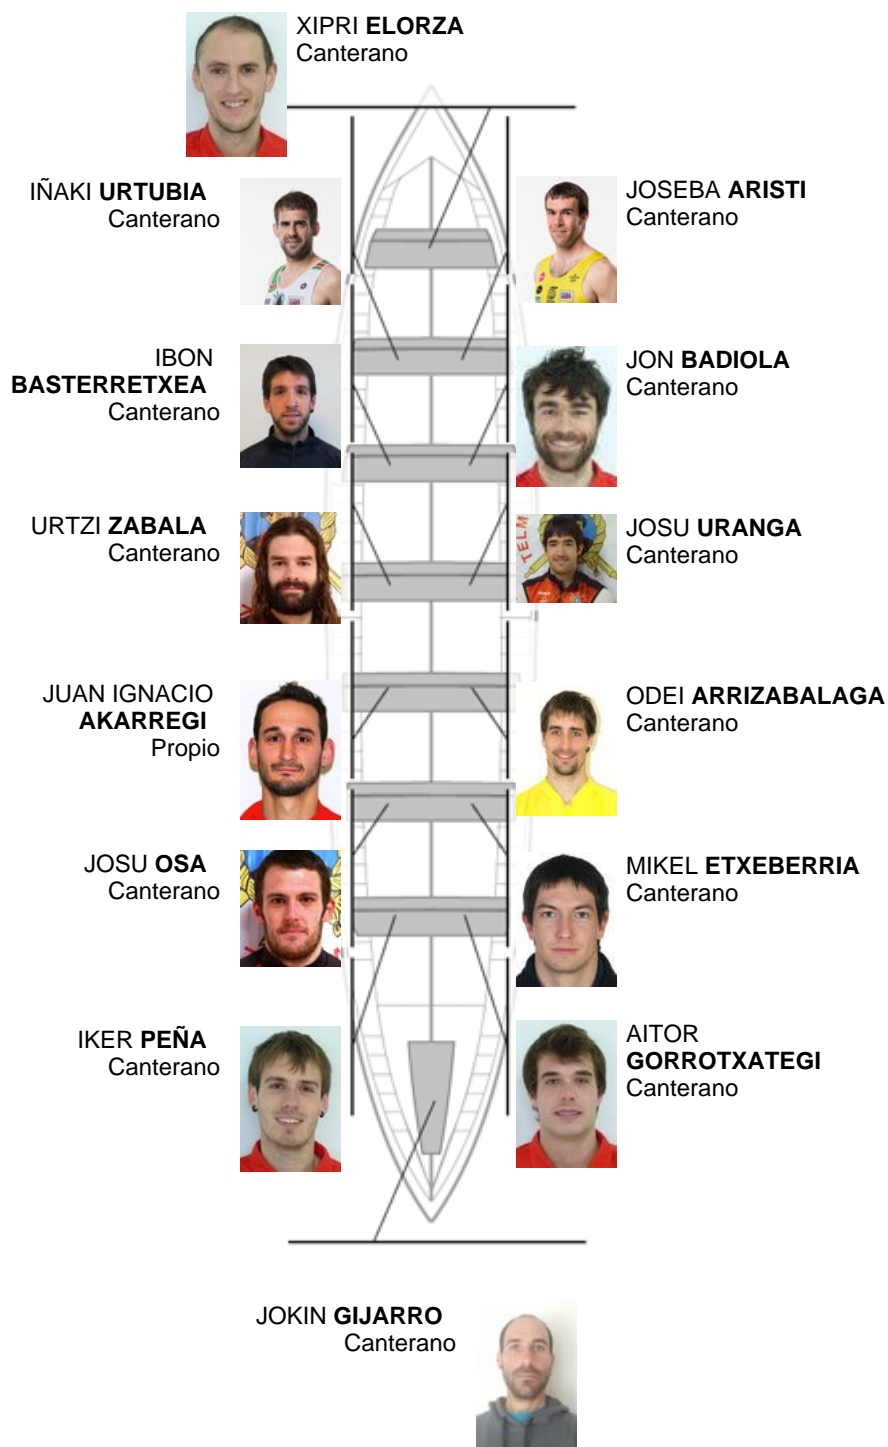 XIPRI ELORZA
Canterano
IÑAKI URTUBIA
Canterano
JOSEBA ARISTI
Canterano
IBON
BASTERRETXEA
Canterano
JON BADIOLA
Canterano
URTZI ZABALA
Canterano
JOSU URANGA
Canterano
TELM
JUAN IGNACIO
AKARREGI
Propio
ODEI ARRIZABALAGA
Canterano
JOSU OSA
Canterano
MIKEL ETXEBERRIA
Canterano
IKER PEÑA
Canterano
AITOR
GORROTXATEGI
Canterano
JOKIN GIJARRO
Canterano